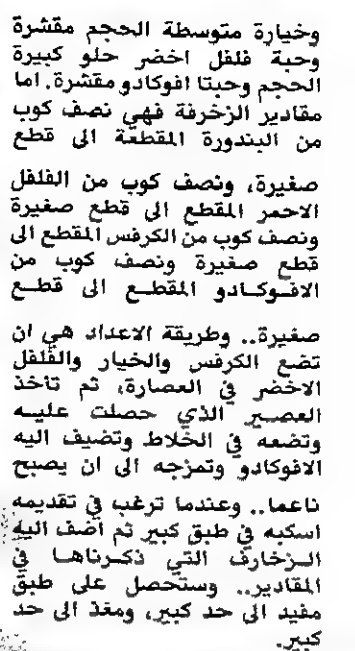 وخيارة متوسطة الحجم مقشرة
وحبة فلفل اخضر حلو كبيرة
الحجم وحبتا افوكادو مقشرة. اما
مقادير الزخرفة فهي نصف كوب
من البندورة المقطعة الى قطع
صغيرة، ونصف كوب من الفلفل
الاحمر المقطع الى قطع صغيرة
ونصف كوب من الكرفس المقطع الى
قطع صغيرة ونصف كوب من
الافوكادو المقطع الى قطع
صغيرة.. وطريقة الاعداد هي ان
تضع الكرفس والخيار والفلفل
الاخضر في العصارة، ثم تأخذ
العصير الذي حصلت عليه
وتضعه في الخلاط وتضيف اليه
الافوكادو وتمزجه الى ان يصبح
ناعما.. وعندما ترغب في تقديمه
اسكبه في طبق كبير ثم أضف اليه
الزخارف التي ذكرناها في
المقادير.. وستحصل على طبق
مفيد الى حد كبير، ومغذ الى حد
كبير.